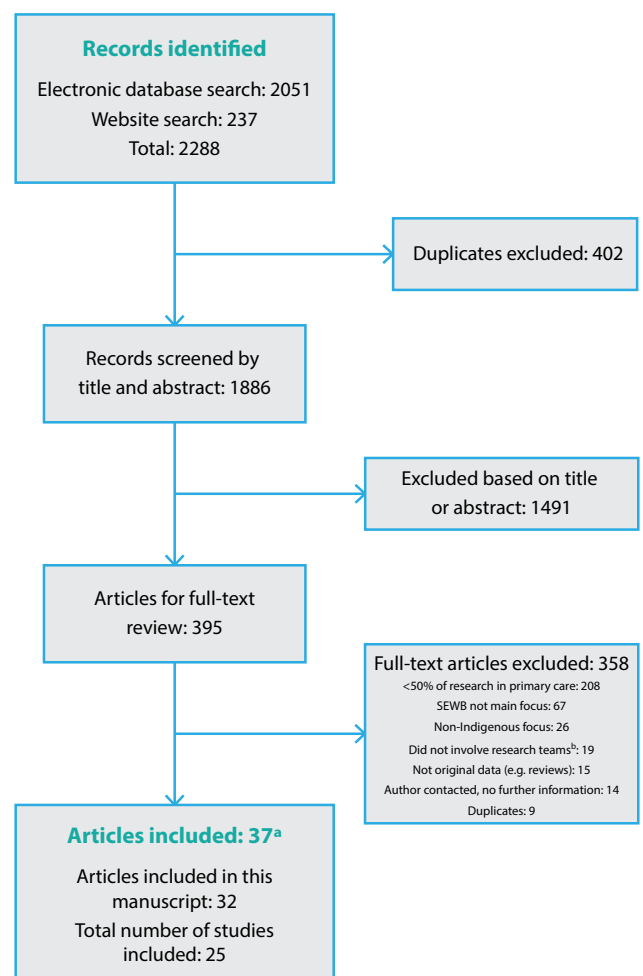 Records identified
Electronic database search: 2051
Website search: 237
Total: 2288
Duplicates excluded: 402
Records screened by
title and abstract: 1886
Excluded based on title
or abstract: 1491
Articles for full-text
review: 395
Full-text articles excluded: 358
<50% of research in primary care: 208
SEWB not main focus: 67
Non-Indigenous focus: 26
Did not involve research teamsᵇ: 19
Not original data (e.g. reviews): 15
Author contacted, no further information: 14
Duplicates: 9
Articles included: 37ᵃ
Articles included in this
manuscript: 32
Total number of studies
included: 25